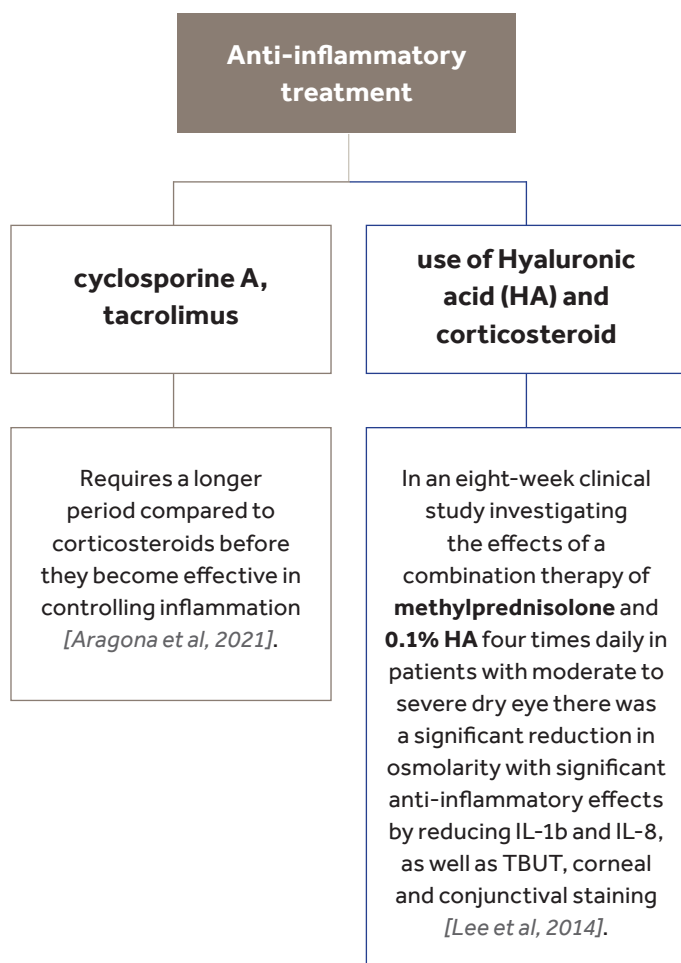 Anti-inflammatory
treatment
cyclosporine A,
tacrolimus
use of Hyaluronic
acid (HA) and
corticosteroid
Requires a longer
period compared to
corticosteroids before
they become effective in
controlling inflammation
[Aragona et al, 2021].
In an eight-week clinical
study investigating
the effects of a
combination therapy of
methylprednisolone and
0.1% HA four times daily in
patients with moderate to
severe dry eye there was
a significant reduction in
osmolarity with significant
anti-inflammatory effects
by reducing IL-1b and IL-8,
as well as TBUT, corneal
and conjunctival staining
[Lee et al, 2014].